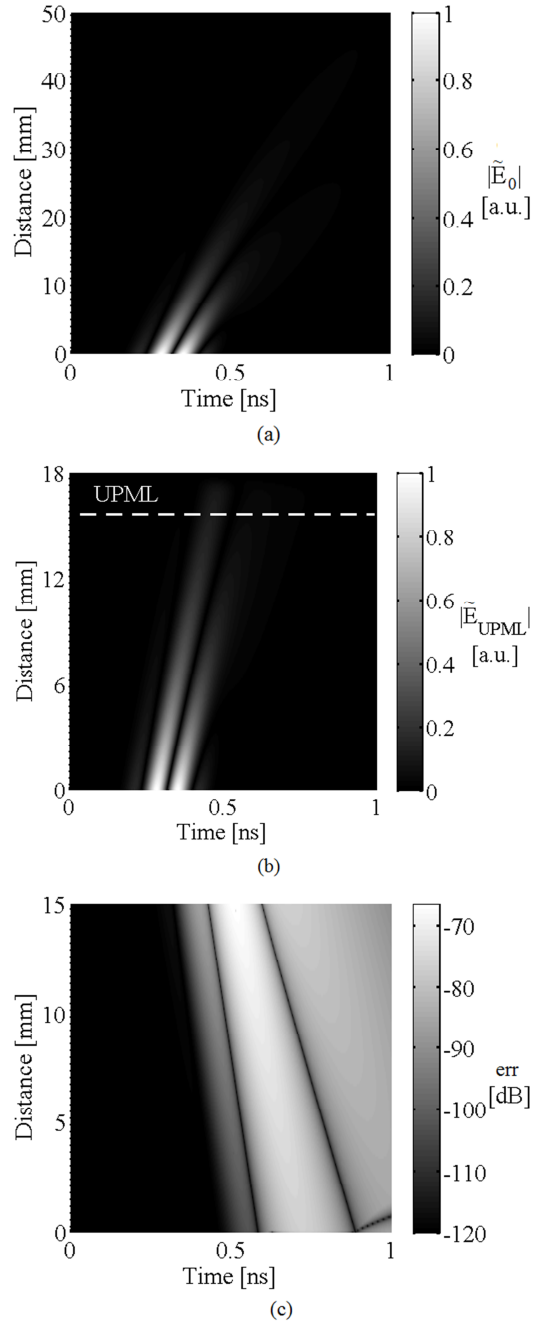 50
40
30
20
10
0
Distance [mm]
0
0.5
1
Time [ns]
1
0.8
0.6
0.4
0.2
0
|Ẽ0|
[a.u.]
(a)
UPML
18
12
6
0
Distance [mm]
0
0.5
1
Time [ns]
1
0.8
0.6
0.4
0.2
0
|ẼUPML|
[a.u.]
(b)
15
10
5
0
Distance [mm]
0
0.5
1
Time [ns]
-70
-80
-90
-100
-110
-120
err
[dB]
(c)